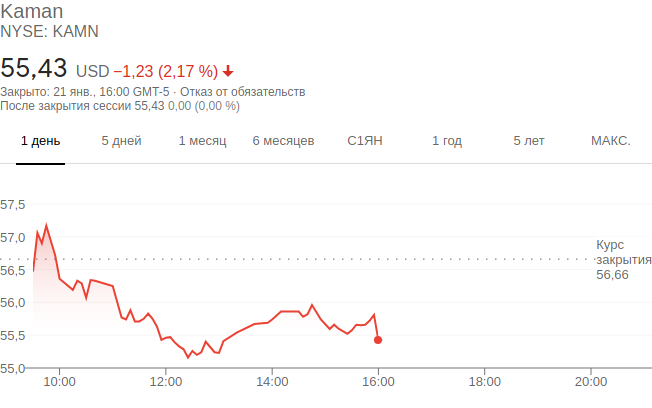 Kaman
NYSE: KAMN
55,43 USD −1,23 (2,17 %)
Закрыто: 21 янв., 16:00 GMT-5 · Отказ от обязательств
После закрытия сессии 55,43 0,00 (0,00 %)
1 день 5 дней 1 месяц 6 месяцев С1ЯН 1 год 5 лет МАКС.
57,5
57,0
Курс
закрытия
56,66
56,5
56,0
55,5
55,0
10:00 12:00 14:00 16:00 18:00 20:00